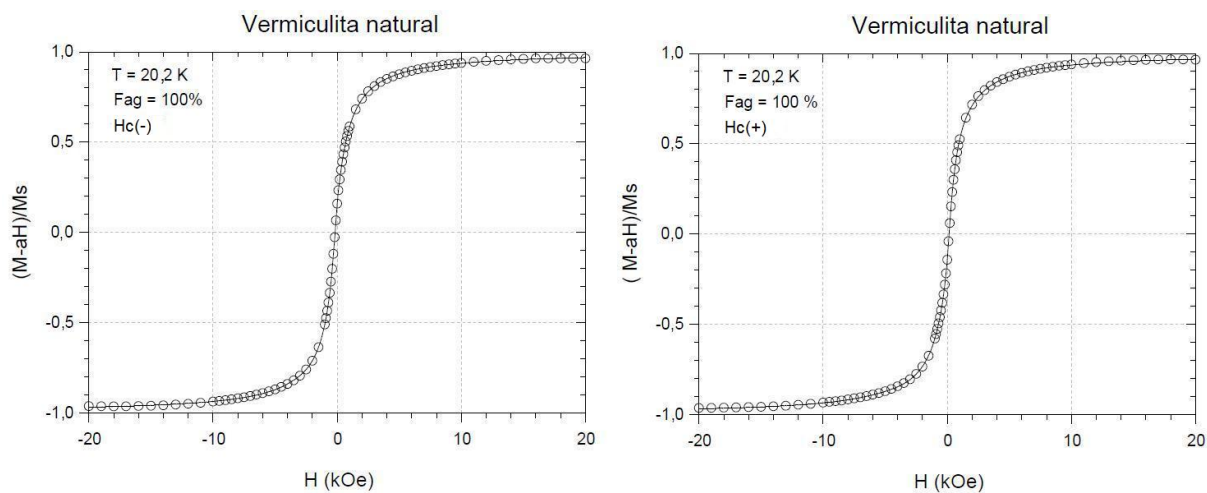 Vermiculita natural
1,0
0,5
0,0
-0,5
-1,0
(M-aH)/Ms
T = 20,2 K
Fag = 100%
Hc(-)
-20 -10 0 10 20
H (kOe)
Vermiculita natural
1,0
0,5
0,0
-0,5
-1,0
( M-aH)/Ms
T = 20,2 K
Fag = 100 %
Hc(+)
-20 -10 0 10 20
H (kOe)